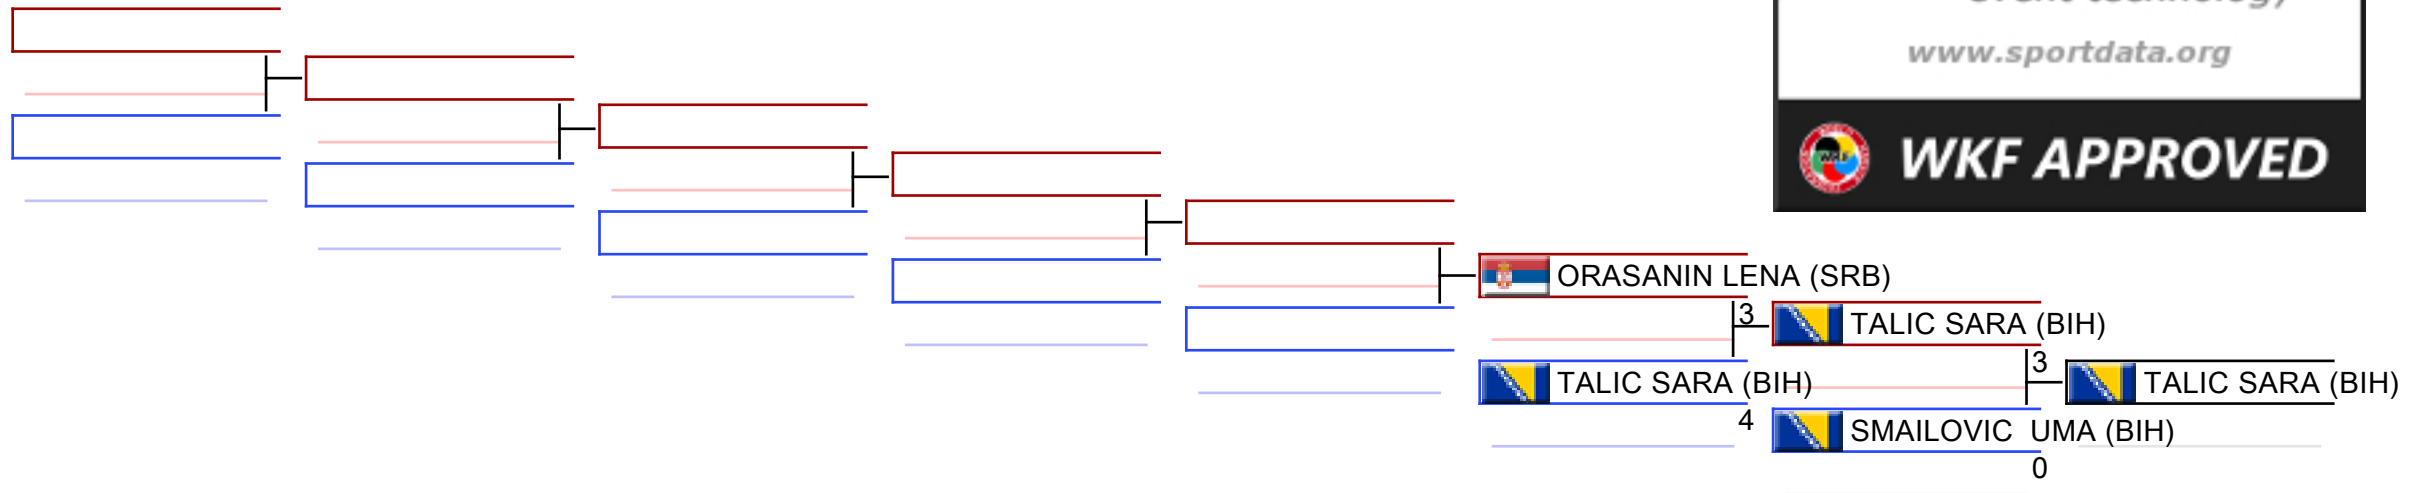 www.sportdata.org
WKF APPROVED
ORASANIN LENA (SRB)
3
TALIC SARA (BIH)
TALIC SARA (BIH)
4
3
TALIC SARA (BIH)
SMAILOVIC  UMA (BIH)
0